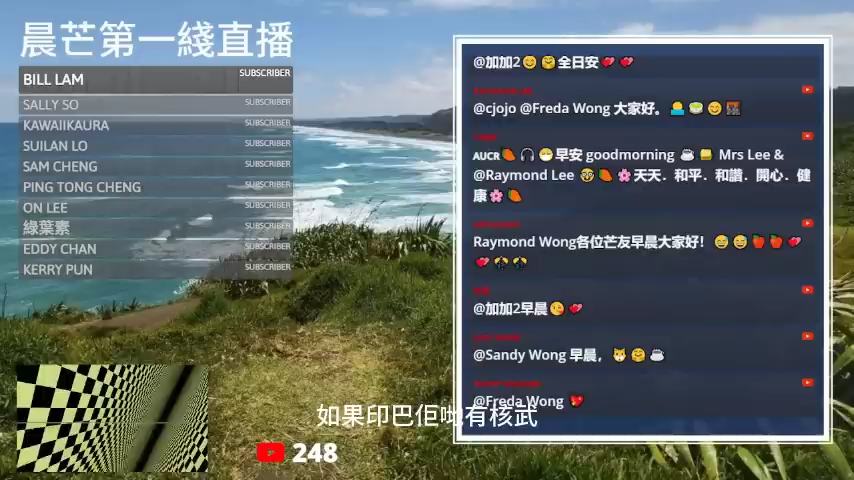 晨芒第一綫直播
BILL LAM SUBSCRIBER
SALLY SO SUBSCRIBER
KAWAIIKAURA SUBSCRIBER
SUILAN LO SUBSCRIBER
SAM CHENG SUBSCRIBER
PING TONG CHENG SUBSCRIBER
ON LEE SUBSCRIBER
綠葉素 SUBSCRIBER
EDDY CHAN SUBSCRIBER
KERRY PUN SUBSCRIBER
@加加2😊🤗全日安💕💕
@cjojo @Freda Wong 大家好。
AUCR 早安 goodmorning ☕ Mrs Lee &
@Raymond Lee 🌸天天．和平．和諧．開心．健
康🌸
Raymond Wong各位芒友早晨大家好！😄😄🍎🍎💕
💕
@加加2早晨😘💕
@Sandy Wong 早晨，🐱🤗☕
@Freda Wong 💖
如果印巴佢哋有核武
248